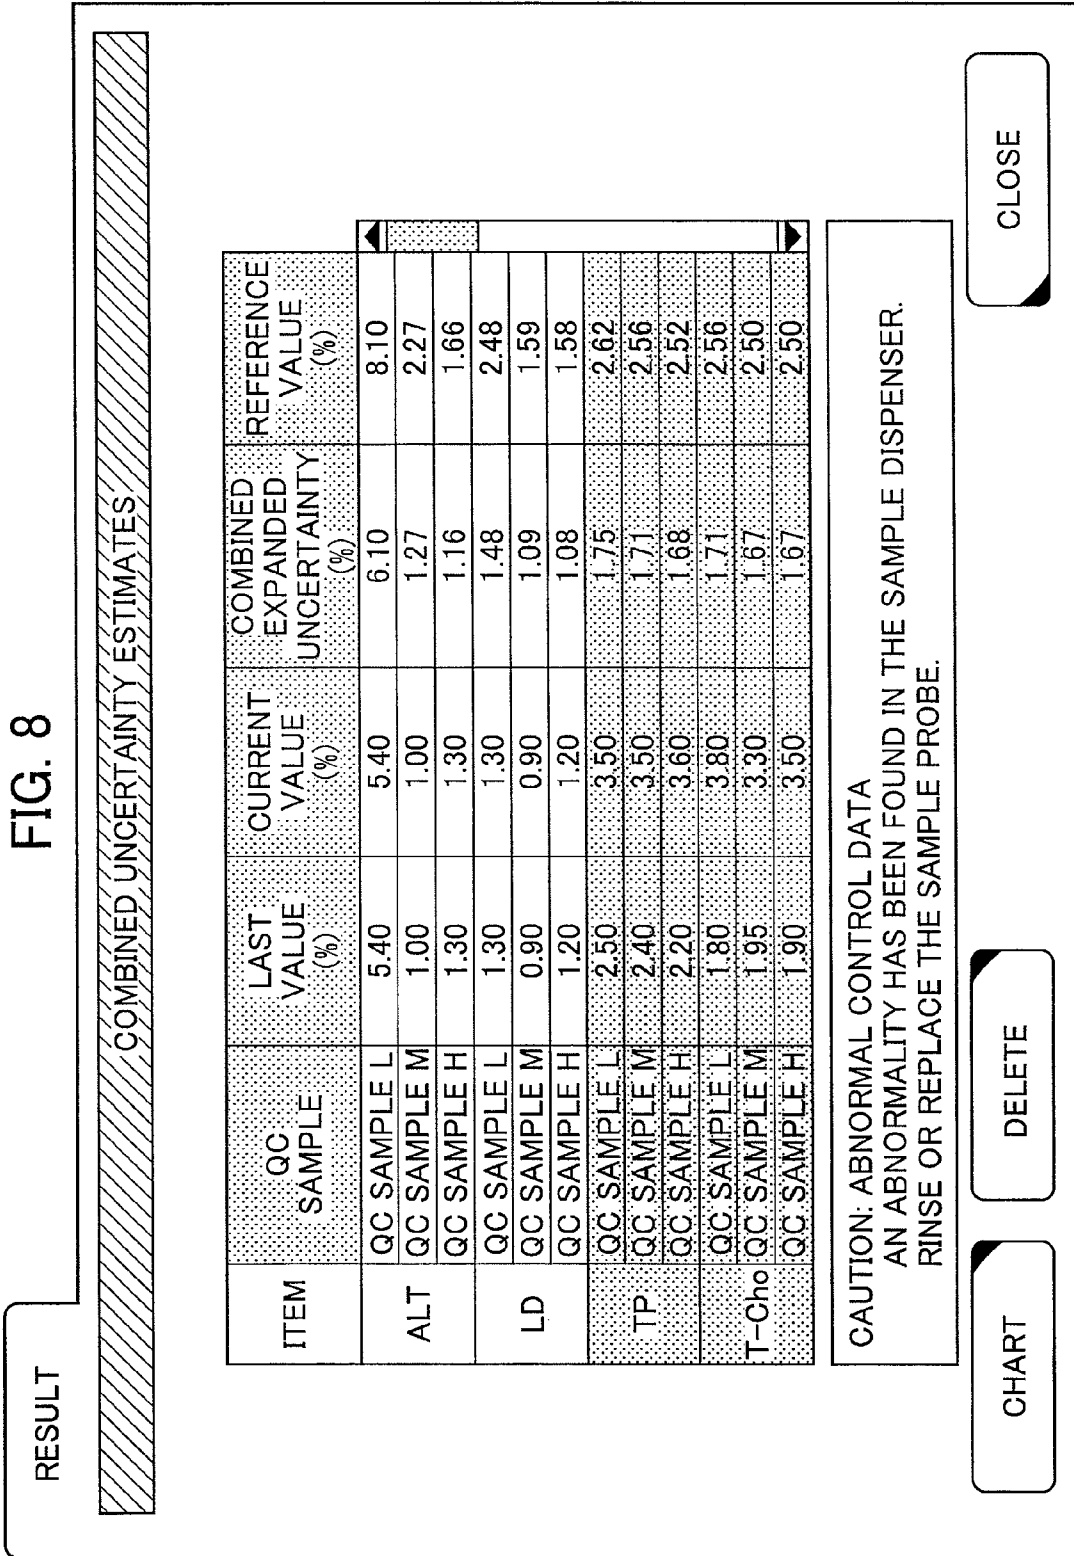 FIG. 8
RESULT
COMBINED UNCERTAINTY ESTIMATES
ITEM
QC
SAMPLE
LAST
VALUE
(%)
CURRENT
VALUE
(%)
COMBINED
EXPANDED
UNCERTAINTY
(%)
REFERENCE
VALUE
(%)
ALT
QC SAMPLE L 5.40 5.40 6.10 8.10
QC SAMPLE M 1.00 1.00 1.27 2.27
QC SAMPLE H 1.30 1.30 1.16 1.66
LD
QC SAMPLE L 1.30 1.30 1.48 2.48
QC SAMPLE M 0.90 0.90 1.09 1.59
QC SAMPLE H 1.20 1.20 1.08 1.58
TP
QC SAMPLE L 2.50 3.50 1.75 2.62
QC SAMPLE M 2.40 3.50 1.71 2.56
QC SAMPLE H 2.20 3.60 1.68 2.52
T-Cho
QC SAMPLE L 1.80 3.80 1.71 2.56
QC SAMPLE M 1.95 3.30 1.67 2.50
QC SAMPLE H 1.90 3.50 1.67 2.50
CAUTION: ABNORMAL CONTROL DATA
AN ABNORMALITY HAS BEEN FOUND IN THE SAMPLE DISPENSER.
RINSE OR REPLACE THE SAMPLE PROBE.
CHART
DELETE
CLOSE